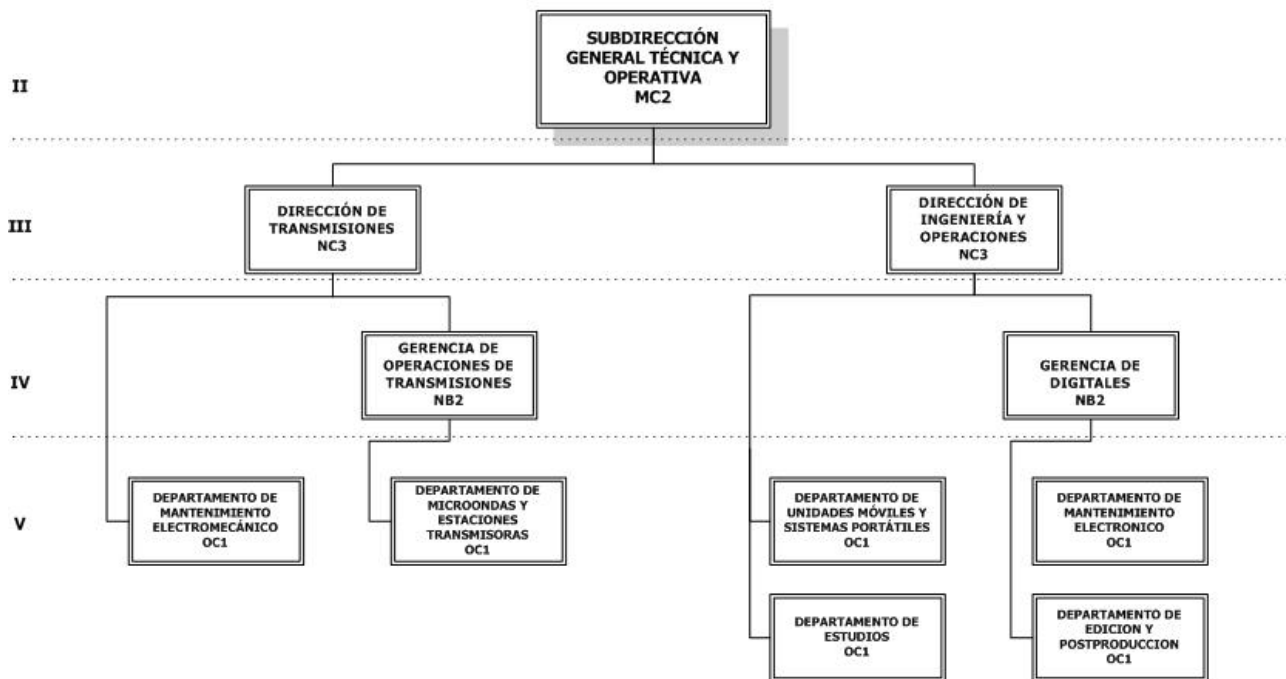 SUBDIRECCIÓN
GENERAL TÉCNICA Y
OPERATIVA
MC2
II
DIRECCIÓN DE
TRANSMISIONES
NC3
DIRECCIÓN DE
INGENIERÍA Y
OPERACIONES
NC3
III
GERENCIA DE
OPERACIONES DE
TRANSMISIONES
NB2
GERENCIA DE
DIGITALES
NB2
IV
DEPARTAMENTO DE
MANTENIMIENTO
ELECTROMECÁNICO
OC1
DEPARTAMENTO DE
MICROONDAS Y
ESTACIONES
TRANSMISORAS
OC1
DEPARTAMENTO DE
UNIDADES MÓVILES Y
SISTEMAS PORTÁTILES
OC1
DEPARTAMENTO DE
MANTENIMIENTO
ELECTRONICO
OC1
V
DEPARTAMENTO DE
ESTUDIOS
OC1
DEPARTAMENTO DE
EDICION Y
POSTPRODUCCION
OC1